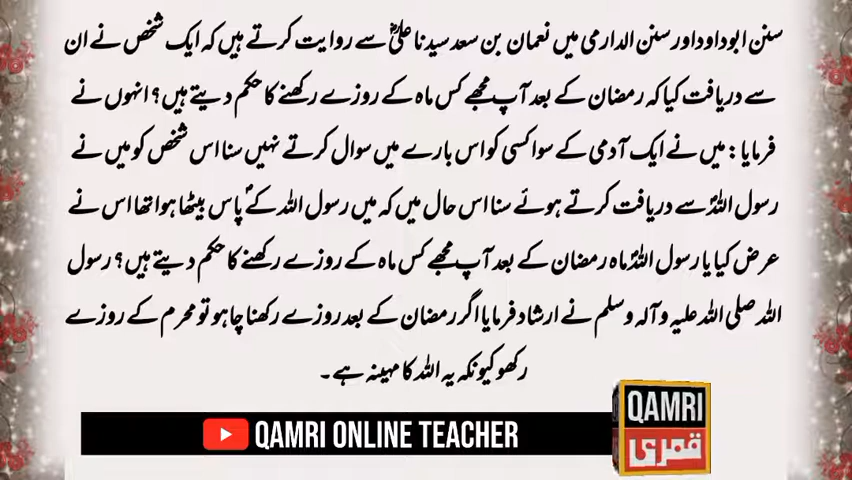 سنن ابو داود اور سنن الدارمی میں نعمان بن سعد سیدنا علیؓ سے روایت کرتے ہیں کہ ایک شخص نے ان
سے دریافت کیا کہ رمضان کے بعد آپ مجھے کس ماہ کے روزے رکھنے کا حکم دیتے ہیں؟ انہوں نے
فرمایا: میں نے ایک آدمی کے سوا کسی کو اس بارے میں سوال کرتے نہیں سنا اس شخص کو میں نے
رسول اللہؐ سے دریافت کرتے ہوئے سنا اس حال میں کہ میں رسول اللہ کےؐ پاس بیٹھا ہوا تھا اس نے
عرض کیا یا رسول اللہؐ ماہ رمضان کے بعد آپ مجھے کس ماہ کے روزے رکھنے کا حکم دیتے ہیں؟ رسول
اللہ صلی اللہ علیہ وآلہ وسلم نے ارشاد فرمایا اگر رمضان کے بعد روزے رکھنا چاہو تو محرم کے روزے
رکھو کیونکہ یہ اللہ کا مہینہ ہے۔
QAMRI ONLINE TEACHER
QAMRI
قمری